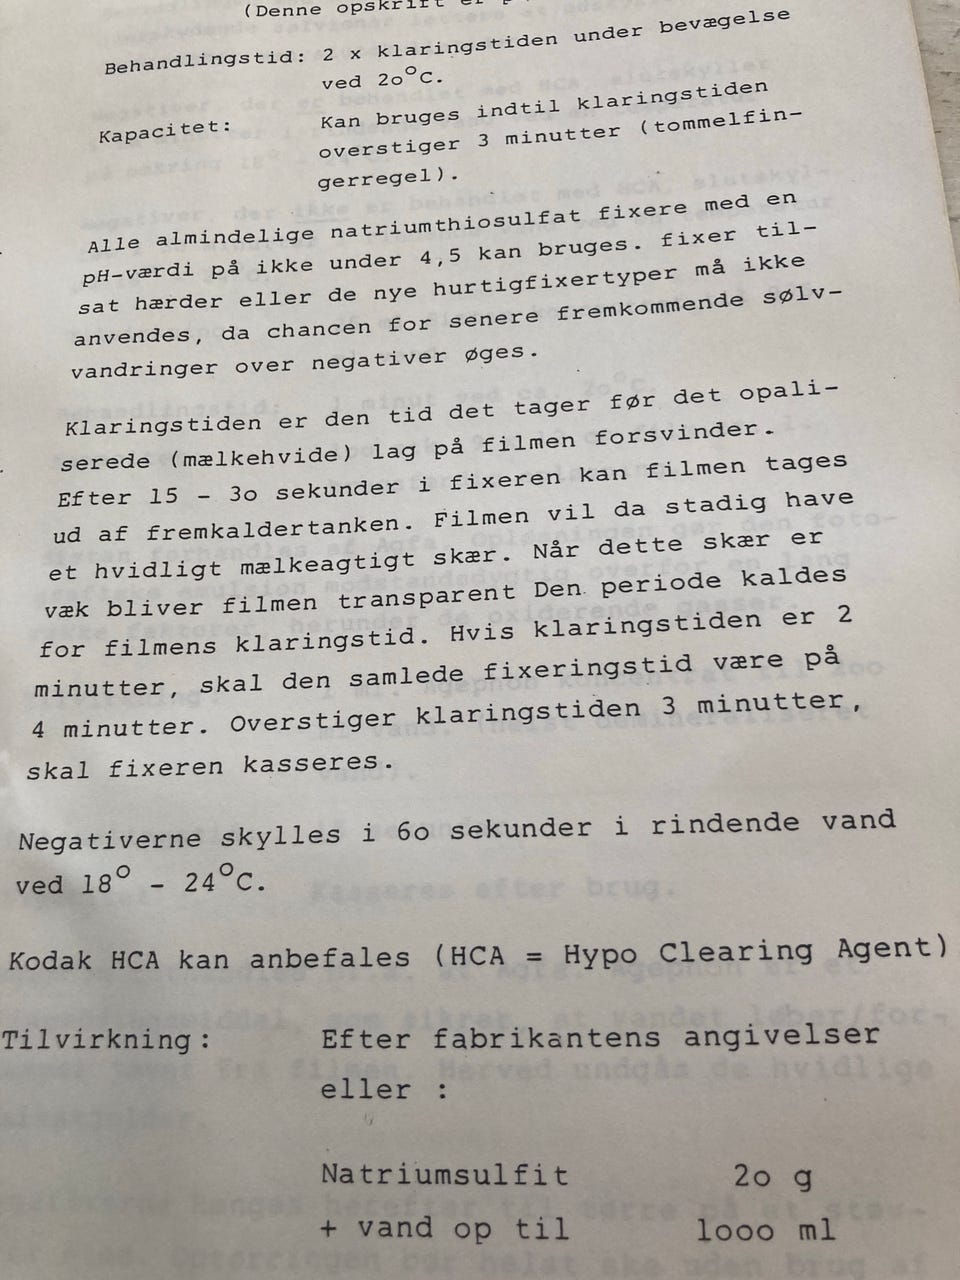 (Denne opskrift er
Behandlingstid: 2 x klaringstiden under bevægelse
ved 2o°C.
Kapacitet: Kan bruges indtil klaringstiden
overstiger 3 minutter (tommelfin-
gerregel).
Alle almindelige natriumthiosulfat fixere med en
pH-værdi på ikke under 4,5 kan bruges. fixer til-
sat hærder eller de nye hurtigfixertyper må ikke
anvendes, da chancen for senere fremkommende sølv-
vandringer over negativer øges.
Klaringstiden er den tid det tager før det opali-
serede (mælkehvide) lag på filmen forsvinder.
Efter 15 - 3o sekunder i fixeren kan filmen tages
ud af fremkaldertanken. Filmen vil da stadig have
et hvidligt mælkeagtigt skær. Når dette skær er
væk bliver filmen transparent Den periode kaldes
for filmens klaringstid. Hvis klaringstiden er 2
minutter, skal den samlede fixeringstid være på
4 minutter. Overstiger klaringstiden 3 minutter,
skal fixeren kasseres.
Negativerne skylles i 6o sekunder i rindende vand
ved 18° - 24°C.
Kodak HCA kan anbefales (HCA = Hypo Clearing Agent)
Tilvirkning: Efter fabrikantens angivelser
eller :
Natriumsulfit 2o g
+ vand op til 1ooo ml